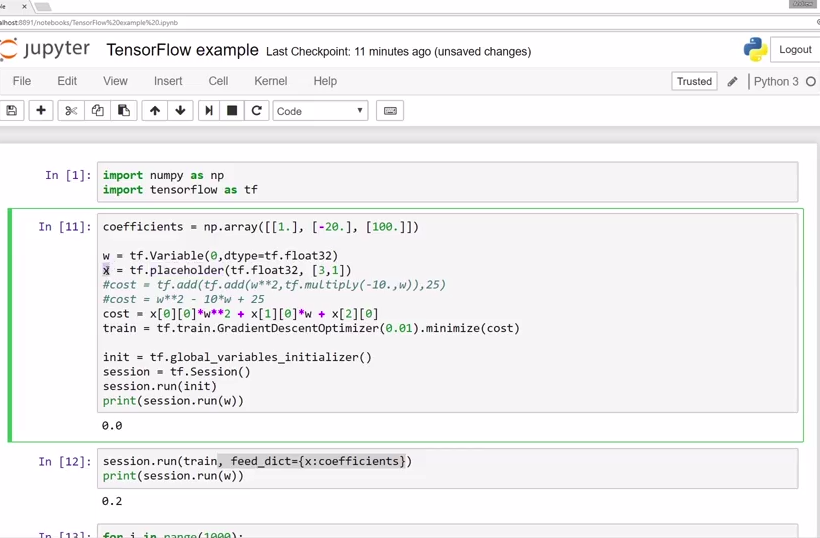 alhost:8891/notebooks/TensorFlow%20example%20.ipynb
jupyter TensorFlow example Last Checkpoint: 11 minutes ago (unsaved changes)
Logout
File Edit View Insert Cell Kernel Help
Trusted Python 3
Code
In [1]:
import numpy as np
import tensorflow as tf
In [11]:
coefficients = np.array([[1.], [-20.], [100.]])
w = tf.Variable(0,dtype=tf.float32)
x = tf.placeholder(tf.float32, [3,1])
#cost = tf.add(tf.add(w**2,tf.multiply(-10.,w)),25)
#cost = w**2 - 10*w + 25
cost = x[0][0]*w**2 + x[1][0]*w + x[2][0]
train = tf.train.GradientDescentOptimizer(0.01).minimize(cost)
init = tf.global_variables_initializer()
session = tf.Session()
session.run(init)
print(session.run(w))
0.0
In [12]:
session.run(train, feed_dict={x:coefficients})
print(session.run(w))
0.2
In [13]:
for i in range(1000):